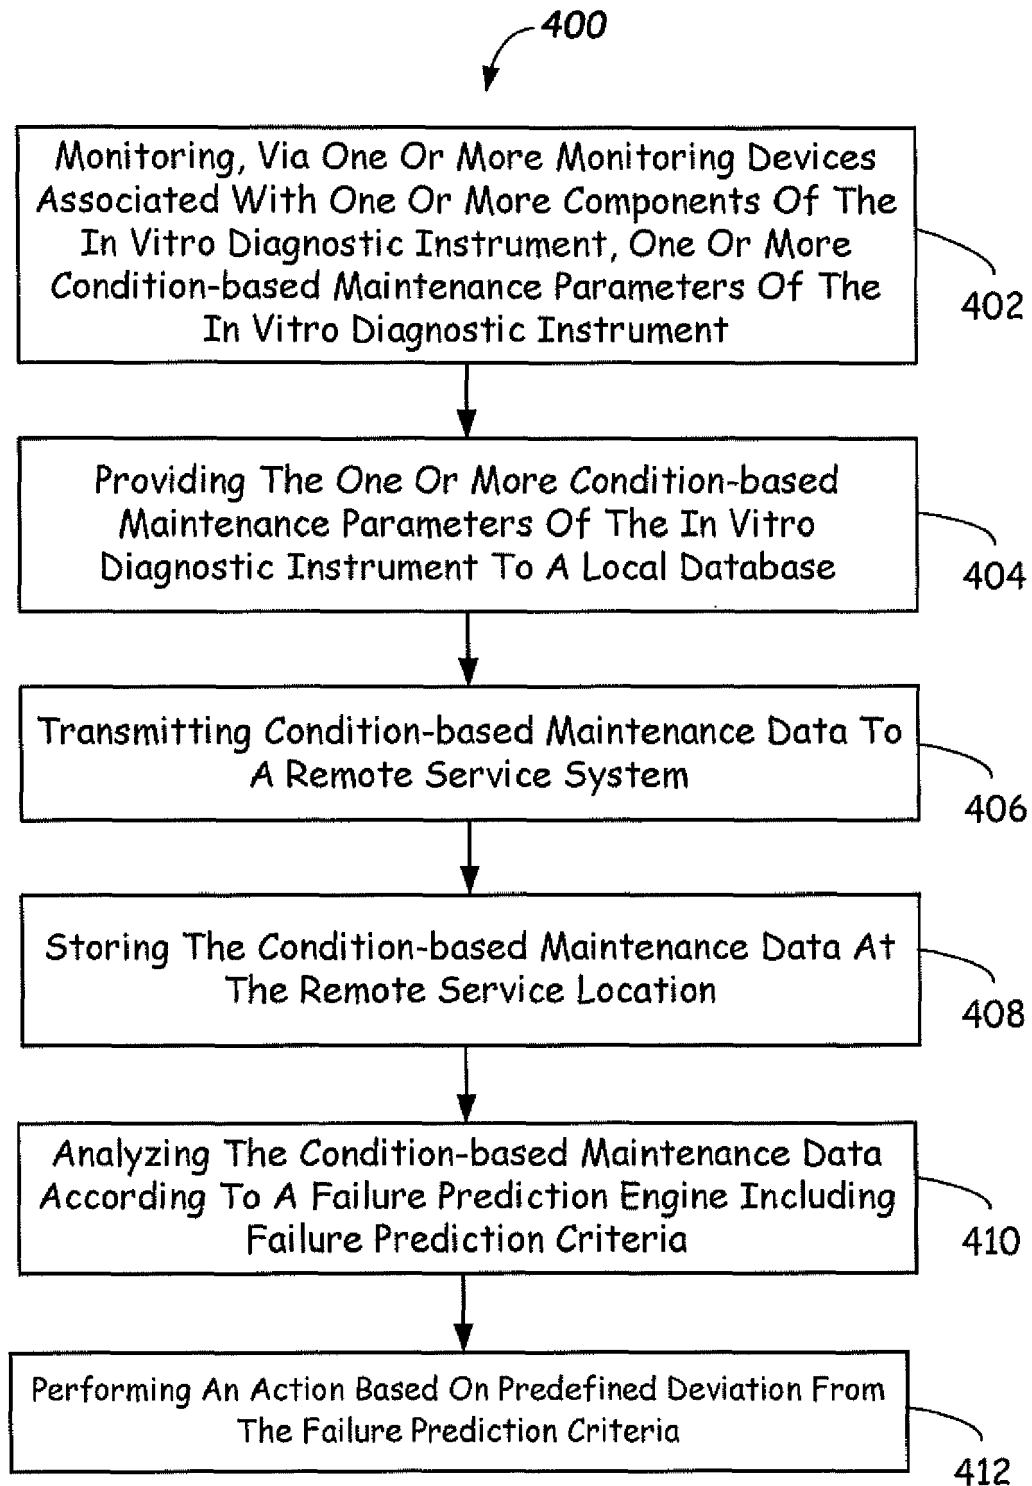 400
Monitoring, Via One Or More Monitoring Devices
Associated With One Or More Components Of The
In Vitro Diagnostic Instrument, One Or More
Condition-based Maintenance Parameters Of The
In Vitro Diagnostic Instrument
402
Providing The One Or More Condition-based
Maintenance Parameters Of The In Vitro
Diagnostic Instrument To A Local Database
404
Transmitting Condition-based Maintenance Data To
A Remote Service System
406
Storing The Condition-based Maintenance Data At
The Remote Service Location
408
Analyzing The Condition-based Maintenance Data
According To A Failure Prediction Engine Including
Failure Prediction Criteria
410
Performing An Action Based On Predefined Deviation From
The Failure Prediction Criteria
412